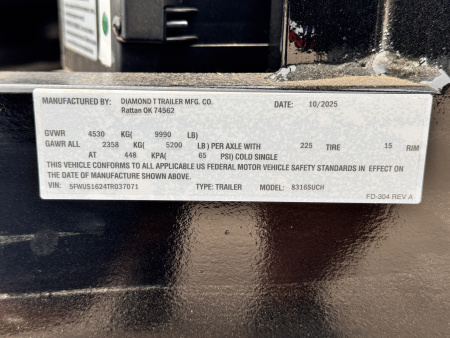 MANUFACTURED BY: DIAMOND T TRAILER MFG. CO. DATE: 10/2025
Rattan OK 74562
GVWR 4530 KG( 9990 LB)
GAWR ALL 2358 KG( 5200 LB) PER AXLE WITH 225 TIRE 15 RIM
AT 448 KPA( 65 PSI) COLD SINGLE
THIS VEHICLE CONFORMS TO ALL APPLICABLE US FEDERAL MOTOR VEHICLE SAFETY STANDARDS IN EFFECT ON
THE DATE OF MANUFACTURE SHOWN ABOVE.
VIN: 5FWUS1624TR037071 TYPE: TRAILER MODEL: 8316SUCH
FD-304 REV A